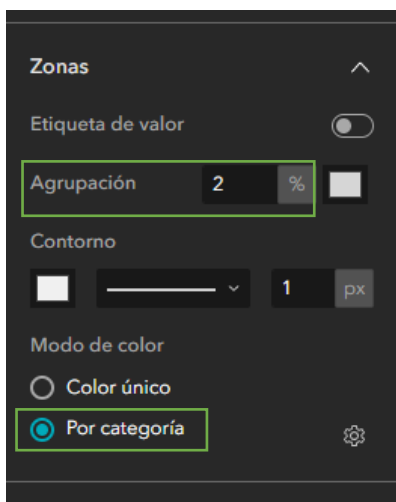 Zonas
Etiqueta de valor
Agrupación 2 %
Contorno
1 px
Modo de color
Color único
Por categoría